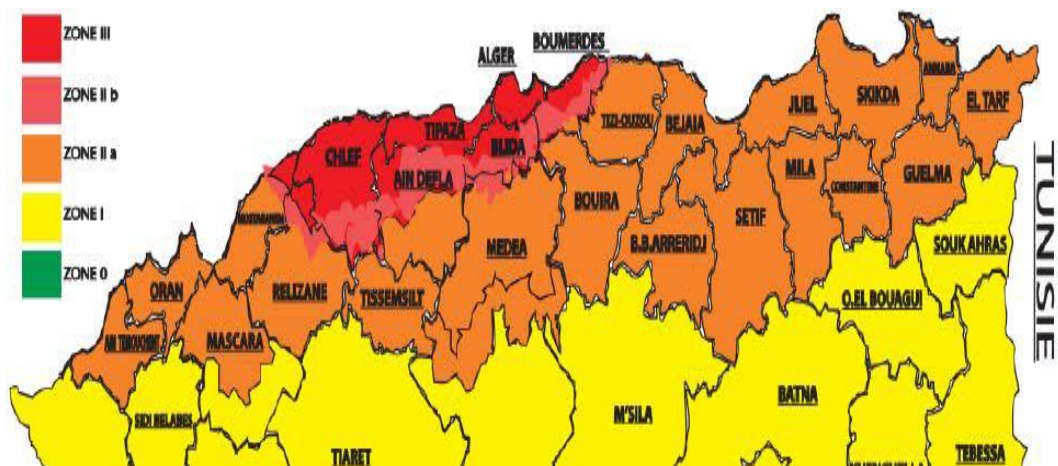 ZONE III
ZONE II b
ZONE II a
ZONE I
ZONE 0
BOUMERDES
ALGER
ANNABA
SKIKDA
JIJEL
EL TARF
TIPAZA
TIZI-OUZOU
BEJAIA
BLIDA
CHLEF
AIN DEFLA
MILA
CONSTANTINE
GUELMA
BOUIRA
SETIF
MOSTAGANEM
B.B.ARRERIDJ
MEDEA
SOUK AHRAS
TUNISIE
ORAN
RELIZANE
TISSEMSILT
O.EL BOUAGUI
AIN TEMOUCHENT
MASCARA
BATNA
M'SILA
SIDI BELABES
TIARET
TEBESSA